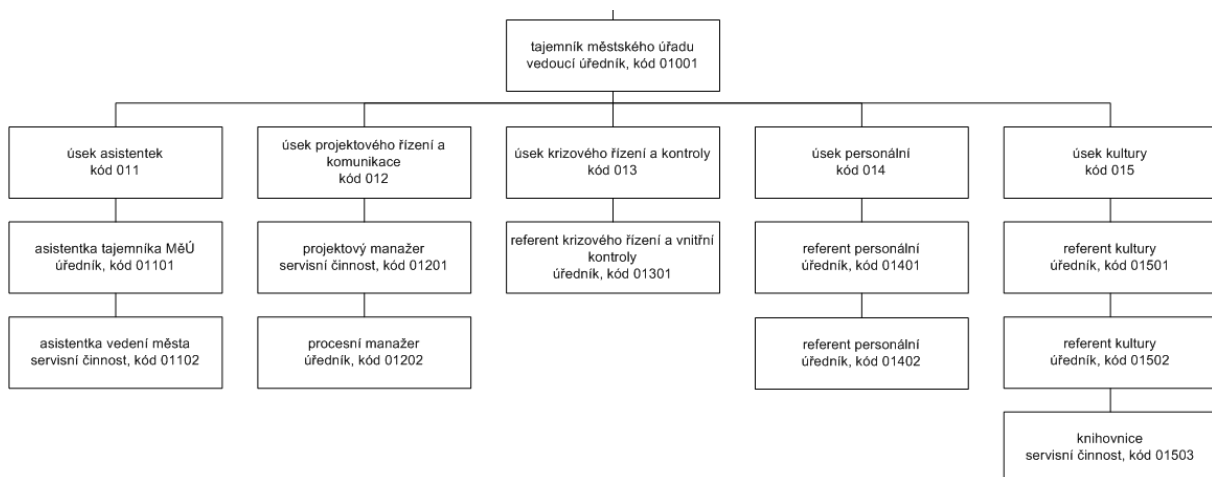 tajemník městského úřadu
vedoucí úředník, kód 01001
úsek asistentek
kód 011
úsek projektového řízení a
komunikace
kód 012
úsek krizového řízení a kontroly
kód 013
úsek personální
kód 014
úsek kultury
kód 015
asistentka tajemníka MěÚ
úředník, kód 01101
projektový manažer
servisní činnost, kód 01201
referent krizového řízení a vnitřní
kontroly
úředník, kód 01301
referent personální
úředník, kód 01401
referent kultury
úředník, kód 01501
asistentka vedení města
servisní činnost, kód 01102
procesní manažer
úředník, kód 01202
referent personální
úředník, kód 01402
referent kultury
úředník, kód 01502
knihovnice
servisní činnost, kód 01503